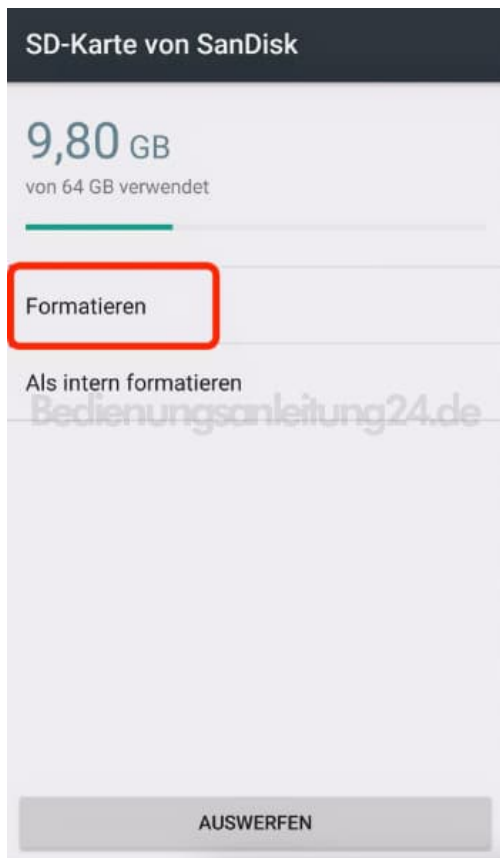 SD-Karte von SanDisk
9,80 GB
von 64 GB verwendet
Formatieren
Als intern formatieren
Bedienungsanleitung24.de
AUSWERFEN